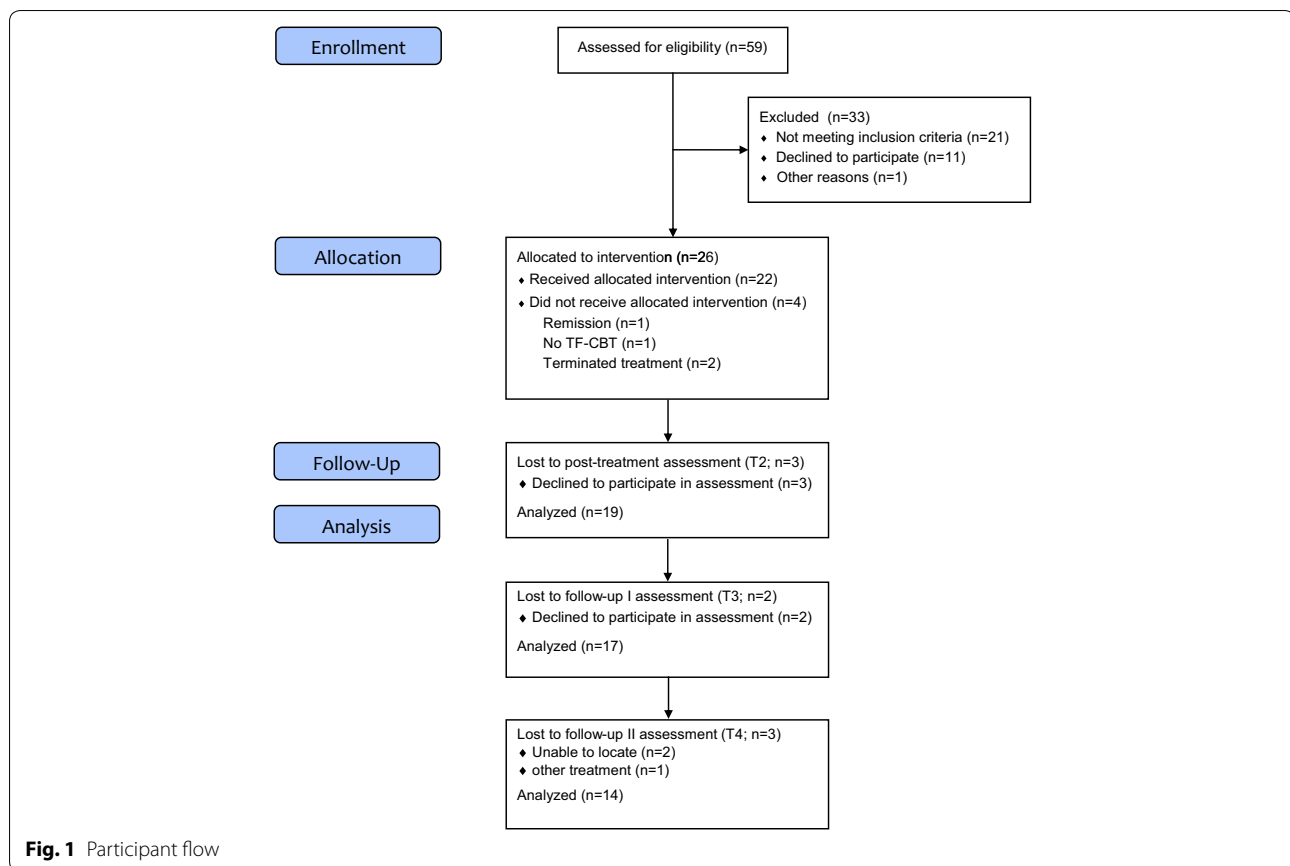 Enrollment
Assessed for eligibility (n=59)
Excluded (n=33)
♦ Not meeting inclusion criteria (n=21)
♦ Declined to participate (n=11)
♦ Other reasons (n=1)
Allocation
Allocated to intervention (n=26)
♦ Received allocated intervention (n=22)
♦ Did not receive allocated intervention (n=4)
Remission (n=1)
No TF-CBT (n=1)
Terminated treatment (n=2)
Follow-Up
Lost to post-treatment assessment (T2; n=3)
♦ Declined to participate in assessment (n=3)
Analyzed (n=19)
Analysis
Lost to follow-up I assessment (T3; n=2)
♦ Declined to participate in assessment (n=2)
Analyzed (n=17)
Lost to follow-up II assessment (T4; n=3)
♦ Unable to locate (n=2)
♦ other treatment (n=1)
Analyzed (n=14)
Fig. 1 Participant flow